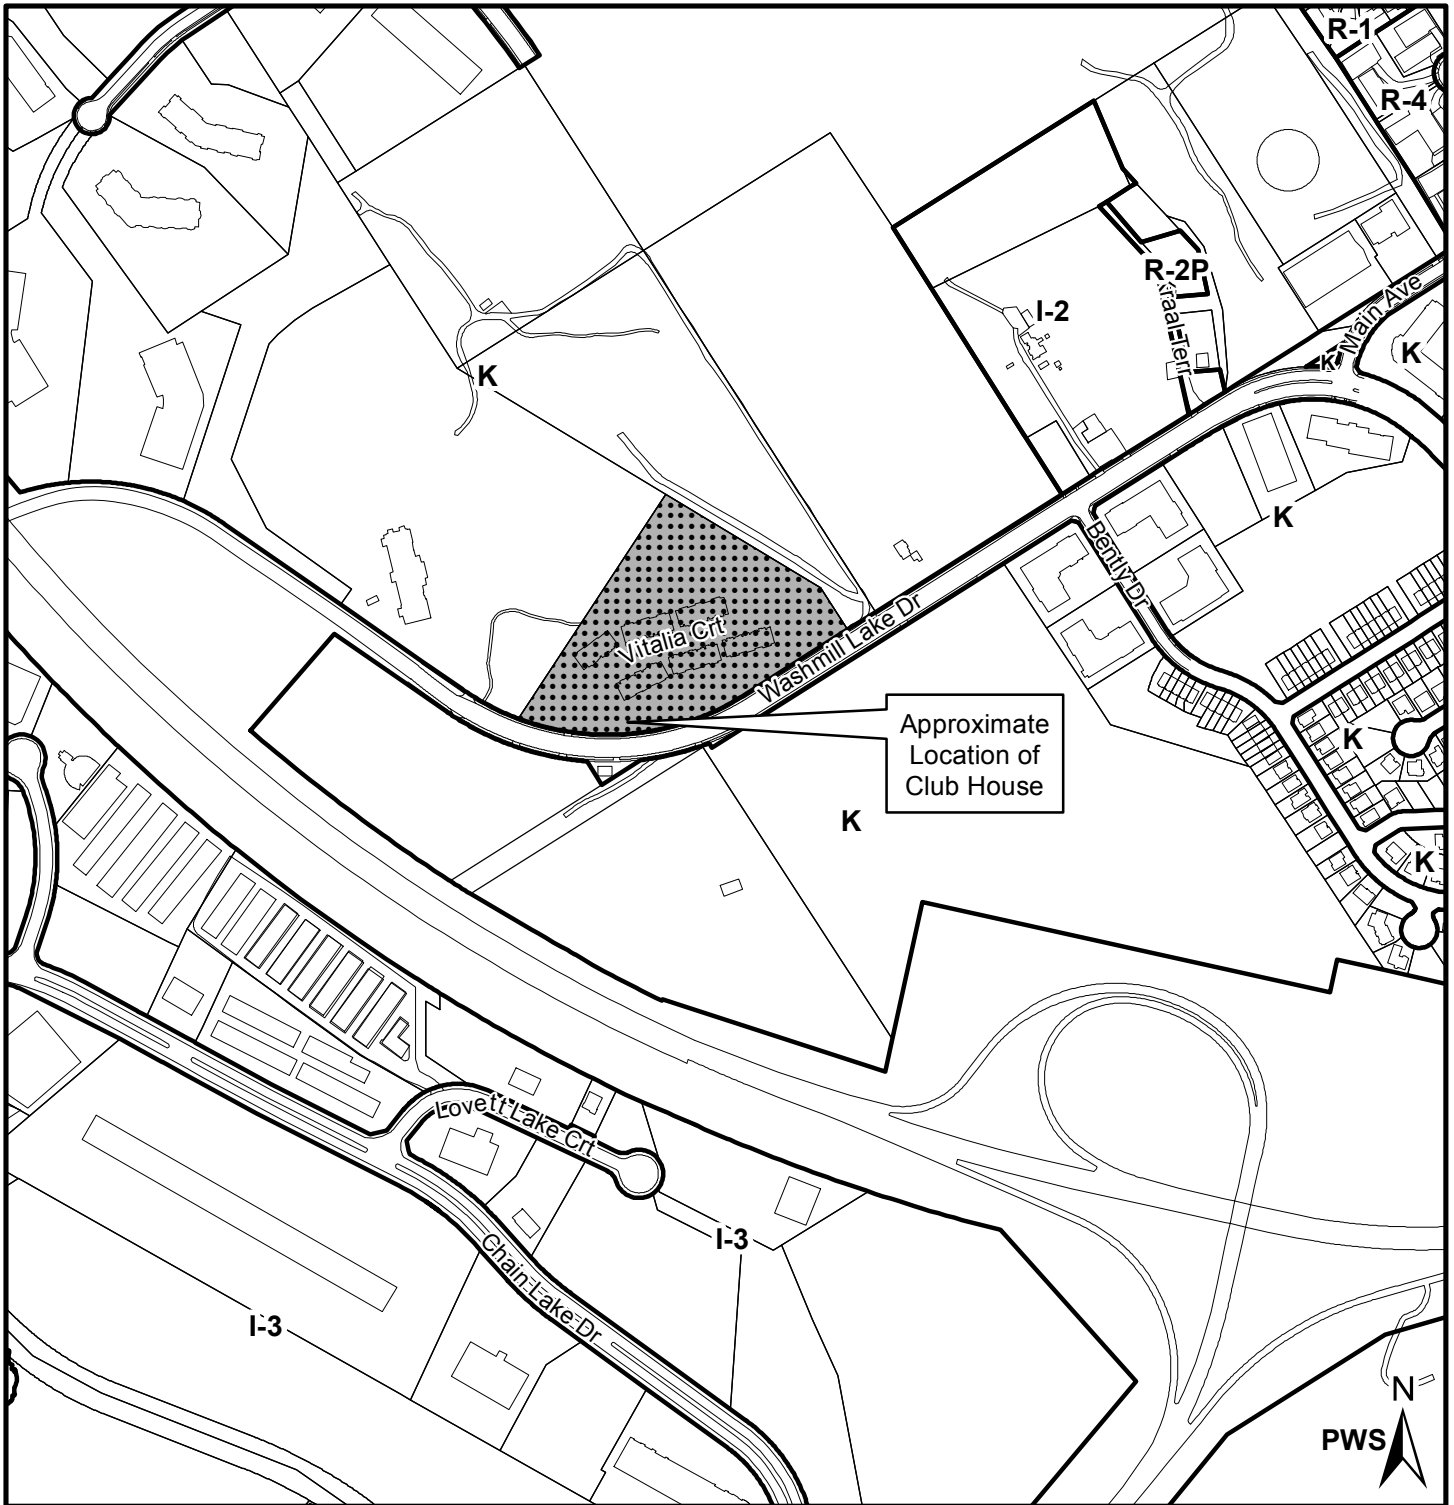 R-1
R-4
R-2P
Kraal Terr
I-2
Main Ave
K
K
K
K
Bently Dr
Vitalia Crt
Washmill Lake Dr
Approximate
Location of
Club House
K
K
K
Lovett Lake Crt
I-3
Chain Lake Dr
I-3
N
PWS